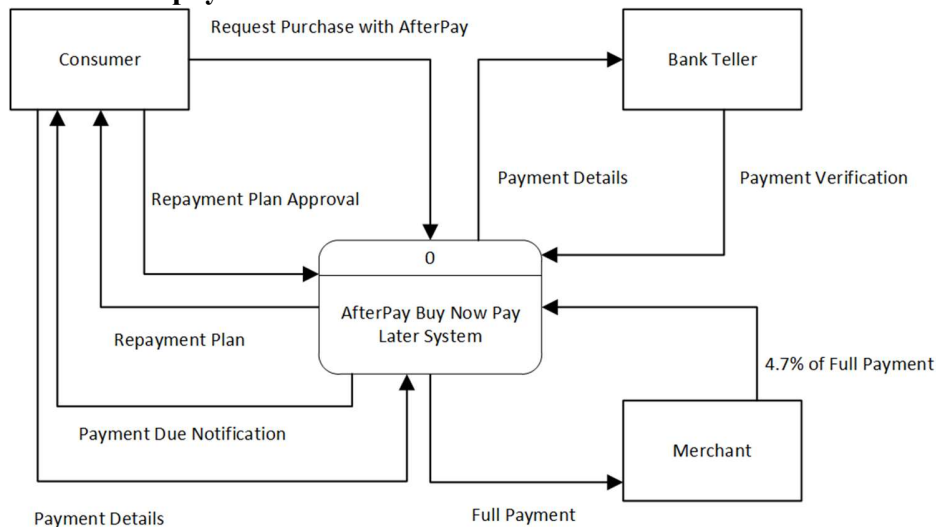 Request Purchase with AfterPay
Consumer
Bank Teller
Payment Details
Payment Verification
Repayment Plan Approval
0
AfterPay Buy Now Pay
Later System
Repayment Plan
4.7% of Full Payment
Payment Due Notification
Merchant
Payment Details
Full Payment